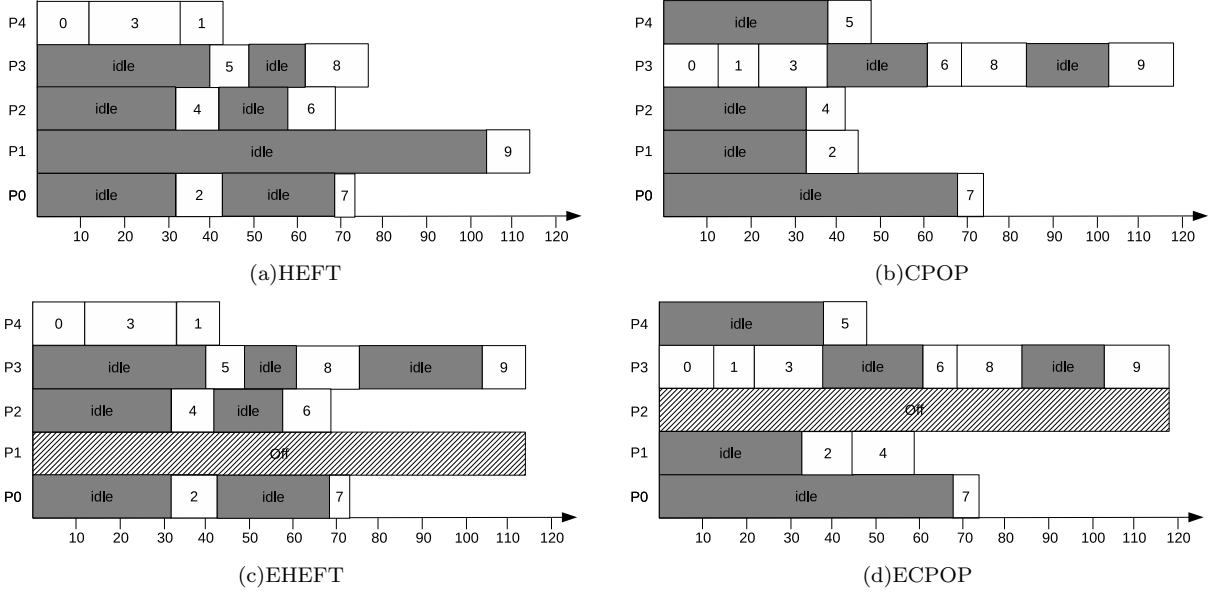 P4 0 3 1
P3 idle 5 idle 8
P2 idle 4 idle 6
P1 idle 9
P0 idle 2 idle 7
10 20 30 40 50 60 70 80 90 100 110 120
(a)HEFT
P4 idle 5
P3 0 1 3 idle 6 8 idle 9
P2 idle 4
P1 idle 2
P0 idle 7
10 20 30 40 50 60 70 80 90 100 110 120
(b)CPOP
P4 0 3 1
P3 idle 5 idle 8 idle 9
P2 idle 4 idle 6
P1 Off
P0 idle 2 idle 7
10 20 30 40 50 60 70 80 90 100 110 120
(c)EHEFT
P4 idle 5
P3 0 1 3 idle 6 8 idle 9
P2 Off
P1 idle 2 4
P0 idle 7
10 20 30 40 50 60 70 80 90 100 110 120
(d)ECPOP